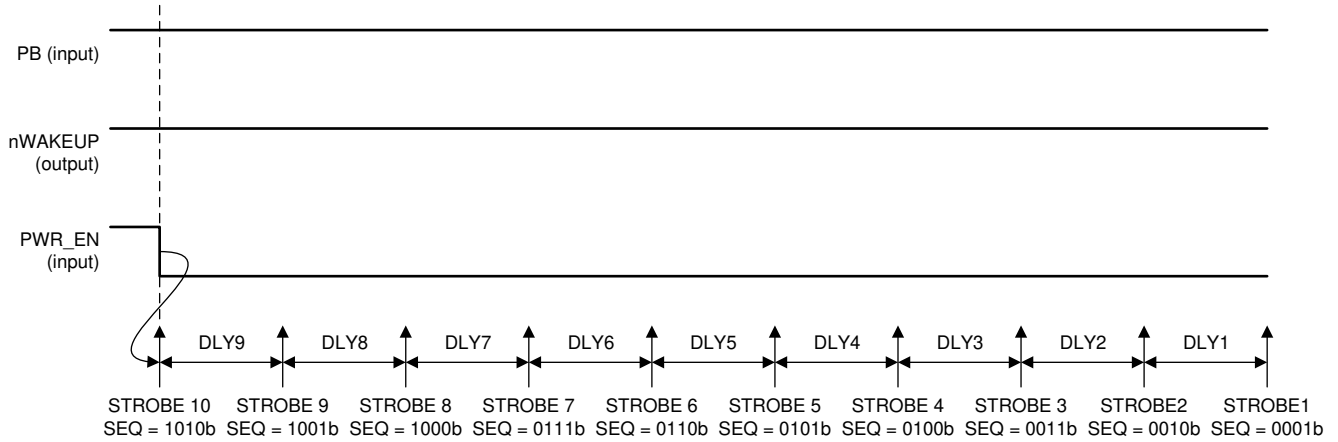 PB (input)
nWAKEUP
(output)
PWR_EN
(input)
DLY9 DLY8 DLY7 DLY6 DLY5 DLY4 DLY3 DLY2 DLY1
STROBE 10 STROBE 9 STROBE 8 STROBE 7 STROBE 6 STROBE 5 STROBE 4 STROBE 3 STROBE2 STROBE1
SEQ = 1010b SEQ = 1001b SEQ = 1000b SEQ = 0111b SEQ = 0110b SEQ = 0101b SEQ = 0100b SEQ = 0011b SEQ = 0010b SEQ = 0001b